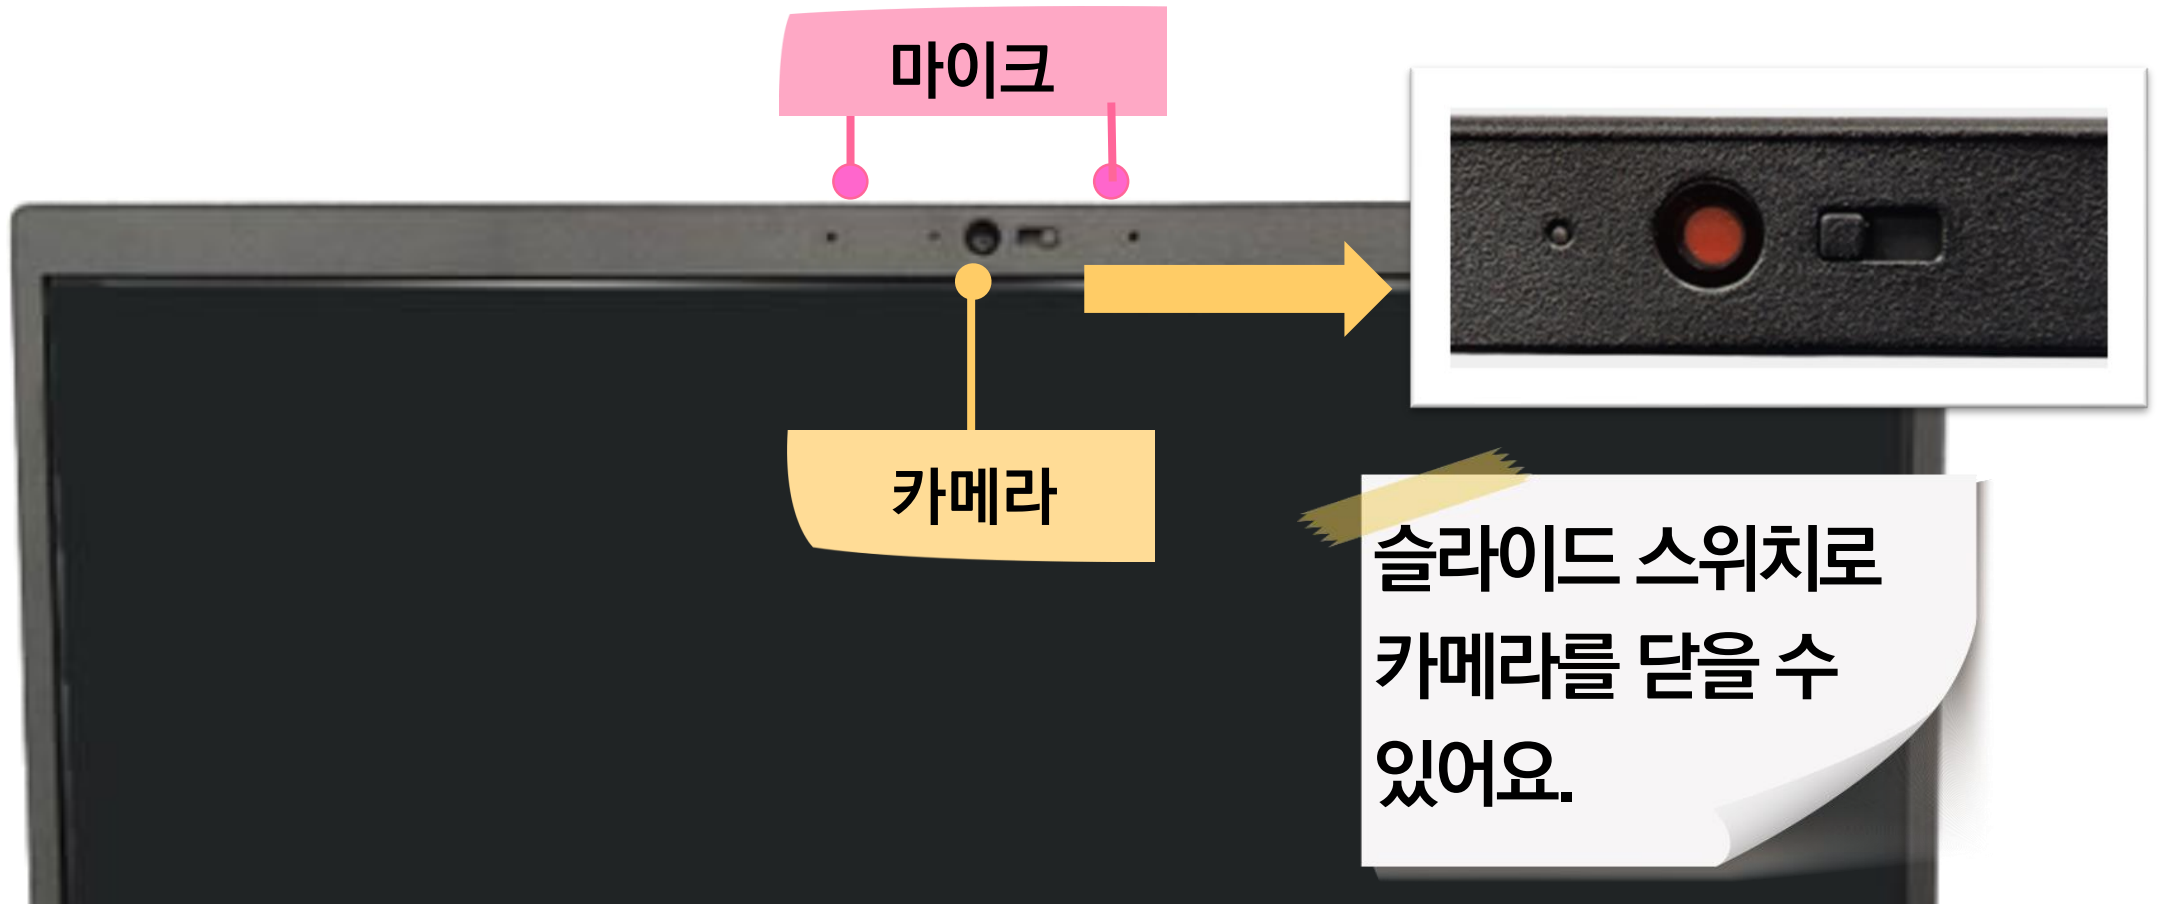 마이크
카메라
슬라이드 스위치로
카메라를 닫을 수
있어요.